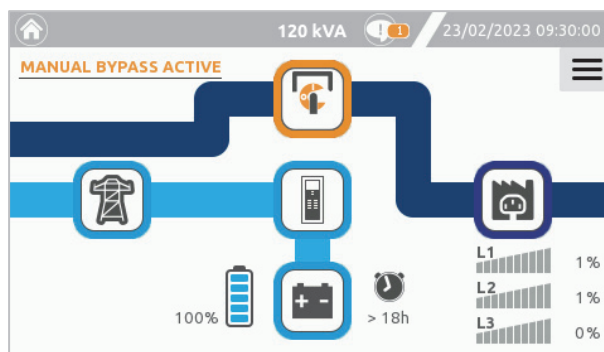 120 kVA
1
23/02/2023 09:30:00
MANUAL BYPASS ACTIVE
L1
1%
L2
1%
L3
0%
100%
> 18h